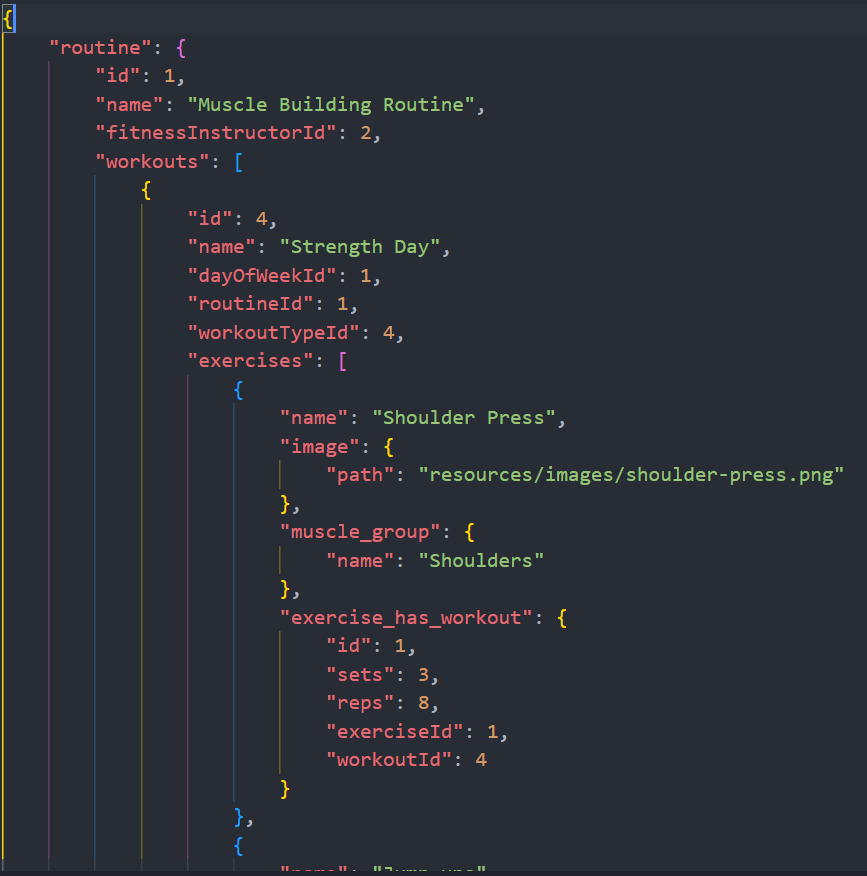 {
"routine": {
"id": 1,
"name": "Muscle Building Routine",
"fitnessInstructorId": 2,
"workouts": [
{
"id": 4,
"name": "Strength Day",
"dayOfWeekId": 1,
"routineId": 1,
"workoutTypeId": 4,
"exercises": [
{
"name": "Shoulder Press",
"image": {
"path": "resources/images/shoulder-press.png"
},
"muscle_group": {
"name": "Shoulders"
},
"exercise_has_workout": {
"id": 1,
"sets": 3,
"reps": 8,
"exerciseId": 1,
"workoutId": 4
}
},
{